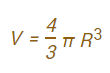 V = 4/3 π R³